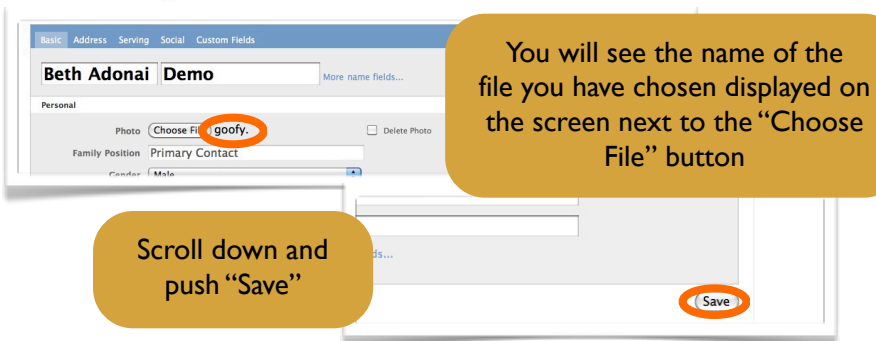 Basic Address Serving Social Custom Fields
Beth Adonai Demo More name fields...
Personal
Photo Choose Fil goofy. Delete Photo
Family Position Primary Contact
Gender Male
You will see the name of the
file you have chosen displayed on
the screen next to the “Choose
File” button
Scroll down and
push “Save”
ds...
Save